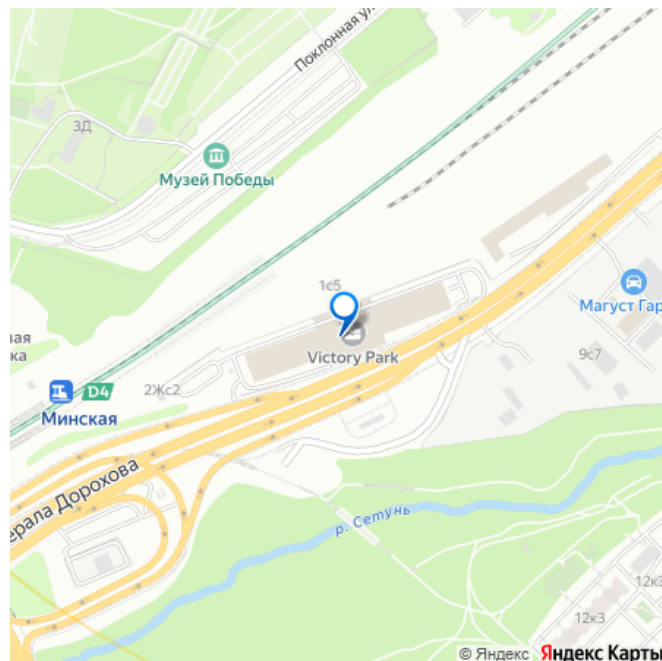 Поклонная ул
3Д
Музей Победы
1с5
Магуст Гар
Victory Park
9с7
2Жс2
D4
Минская
ерала Дорохова
р. Сетунь
12к3
12к3
© Яндекс Яндекс Карты